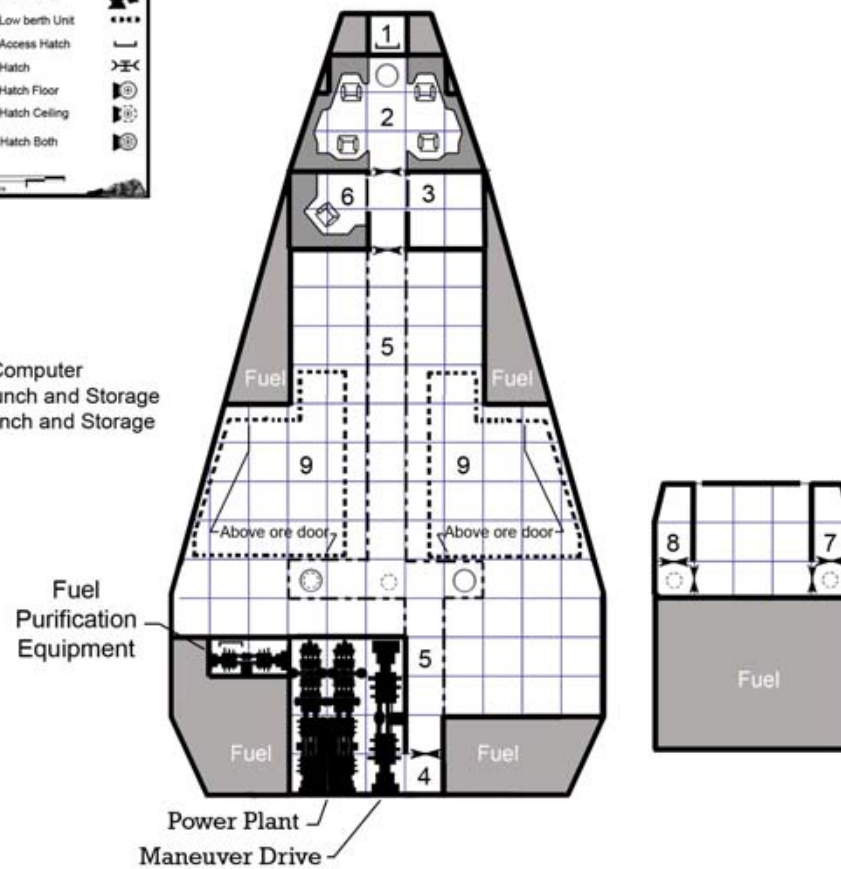 Low berth Unit
Access Hatch
Hatch
Hatch Floor
Hatch Ceiling
Hatch Both
1
2
6
3
5
Computer
unch and Storage
nch and Storage
Fuel
Fuel
9
9
Above ore door
Above ore door
8
7
Fuel
Purification
Equipment
5
Fuel
Fuel
Fuel
4
Power Plant
Maneuver Drive